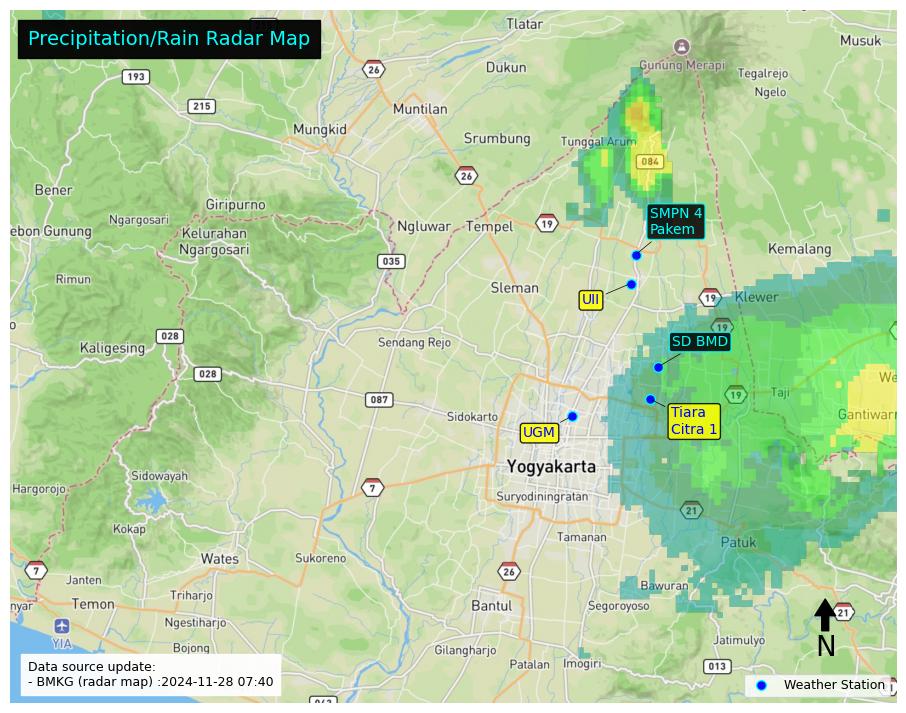 Precipitation/Rain Radar Map
Tlatar
Musuk
26
Gunung Merapi
193
Dukun
Tegalrejo
Ngelo
215
Muntilan
Mungkid
Srumbung
Tunggal Arum
084
26
Bener
Giripurno
SMPN 4
Pakem
Ngargosari
ebon Gunung
Kelurahan
Ngargosari
Ngluwar
Tempel
19
Kemalang
035
Rimun
Sleman
UII
19
Klewer
19
028
Kaligesing
Sendang Rejo
SD BMD
028
We
087
19
Taji
Sidokarto
UGM
Tiara
Citra 1
Gantiwarn
Yogyakarta
Sidowayah
Hargorojo
7
Suryodiningratan
21
Kokap
Tamanan
Patuk
Wates
Sukoreno
7
26
Janten
Bawuran
nyar
Temon
Triharjo
Bantul
Segoroyoso
21
Ngestiharjo
YIA
N
Jatimulyo
Bojong
Gilangharjo
Patalan
Imogiri
013
Data source update:
- BMKG (radar map) :2024-11-28 07:40
Weather Station